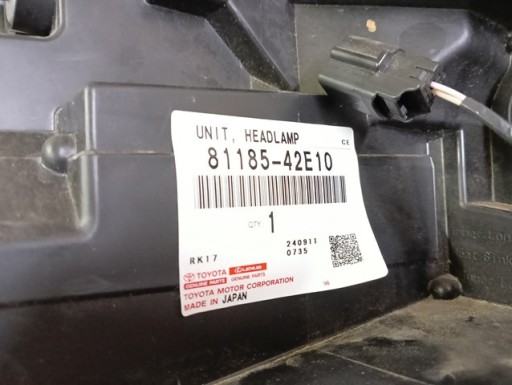 UNIT, HEADLAMP CE
81185-42E10
QTY 1
RK17
240911
0735
TOYOTA LEXUS
GENUINE PARTS GENUINE PARTS
TOYOTA MOTOR CORPORATION
MADE IN JAPAN